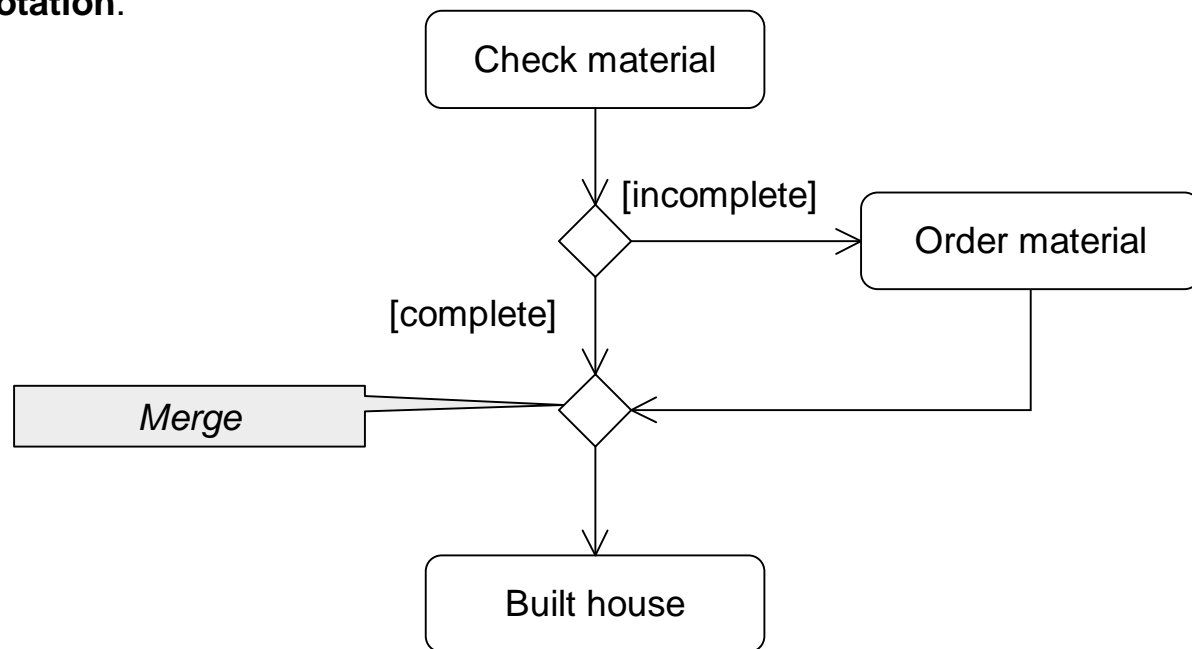 otation.
Check material
[incomplete]
Order material
[complete]
Merge
Built house